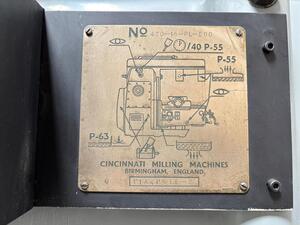 No
/40 P-55
P-55
P-63
CINCINNATI MILLING MACHINES
BIRMINGHAM, ENGLAND.